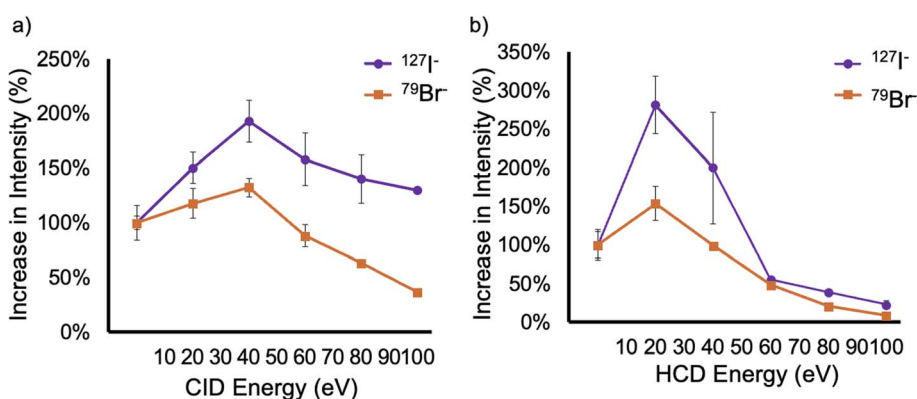 a)
Increase in Intensity (%)
250%
200%
150%
100%
50%
0%
¹²⁷I⁻
⁷⁹Br⁻
10 20 30 40 50 60 70 80 90100
CID Energy (eV)
b)
Increase in Intensity (%)
350%
300%
250%
200%
150%
100%
50%
0%
¹²⁷I⁻
⁷⁹Br⁻
10 20 30 40 50 60 70 80 90100
HCD Energy (eV)